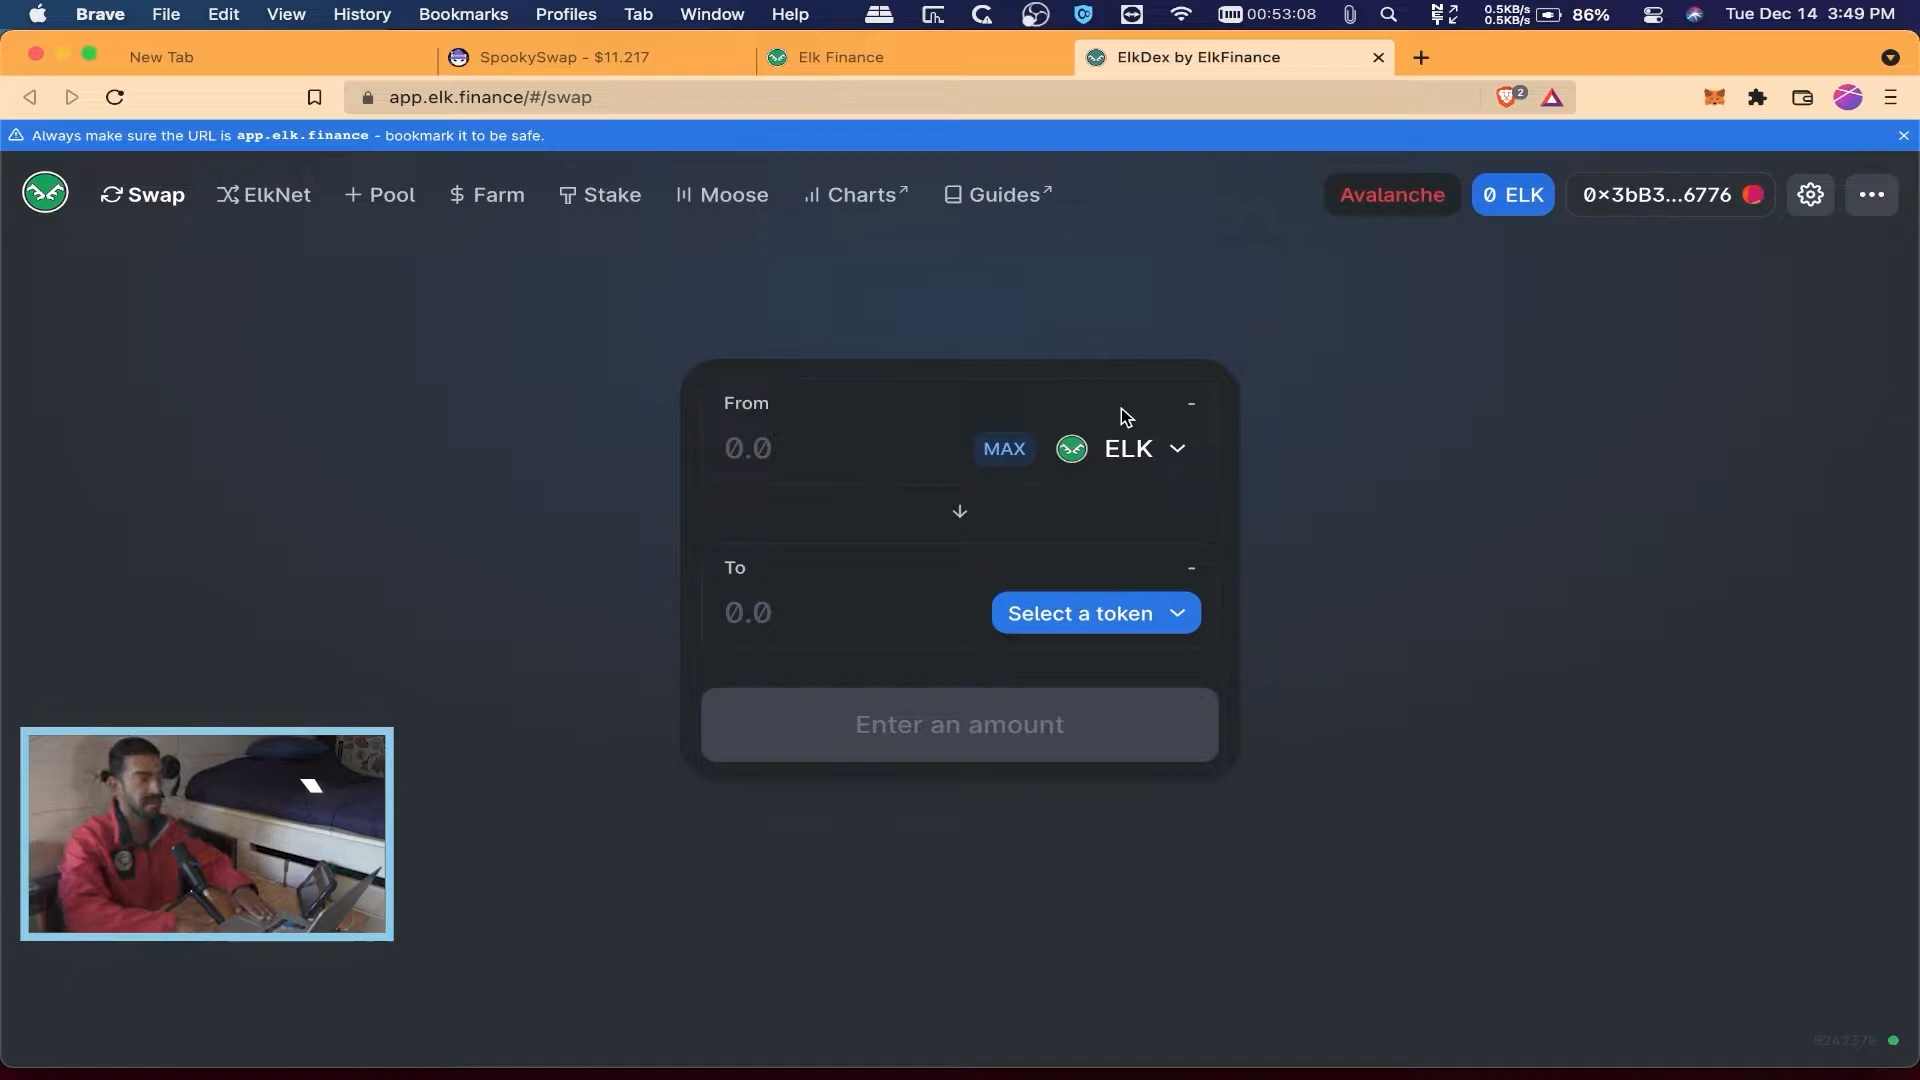 Brave File Edit View History Bookmarks Profiles Tab Window Help 00:53:08 0.5KB/s 0.5KB/s 86% Tue Dec 14 3:49 PM
New Tab SpookySwap - $11.217 Elk Finance ElkDex by ElkFinance
app.elk.finance/#/swap 2
Always make sure the URL is app.elk.finance - bookmark it to be safe.
Swap ElkNet Pool Farm Stake Moose Charts↗ Guides↗ Avalanche 0 ELK 0×3bB3...6776
From -
0.0 MAX ELK
To -
0.0 Select a token
Enter an amount